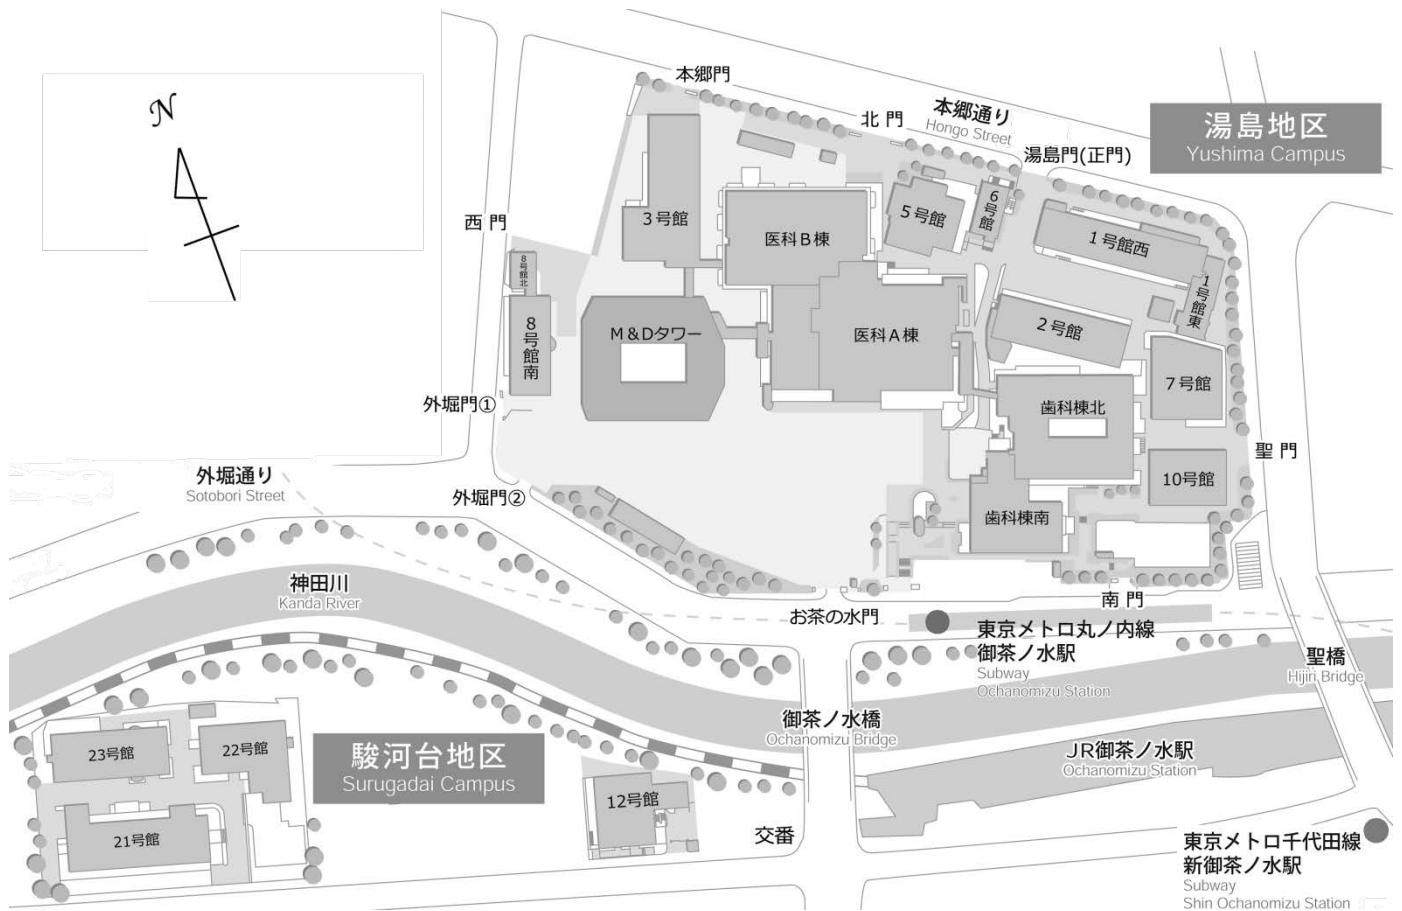 N
本郷門
北門
本郷通り
Hongo Street
湯島門(正門)
湯島地区
Yushima Campus
西門
3号館
医科B棟
5号館
6号館
1号館西
1号館東
8号館北
8号館南
M&Dタワー
医科A棟
2号館
7号館
外堀門①
歯科棟北
聖門
外堀通り
Sotobori Street
外堀門②
10号館
歯科棟南
神田川
Kanda River
お茶の水門
南門
東京メトロ丸ノ内線
御茶ノ水駅
Subway
Ochanomizu Station
聖橋
Hijiri Bridge
御茶ノ水橋
Ochanomizu Bridge
JR御茶ノ水駅
Ochanomizu Station
23号館
22号館
駿河台地区
Surugadai Campus
12号館
21号館
交番
東京メトロ千代田線
新御茶ノ水駅
Subway
Shin Ochanomizu Station